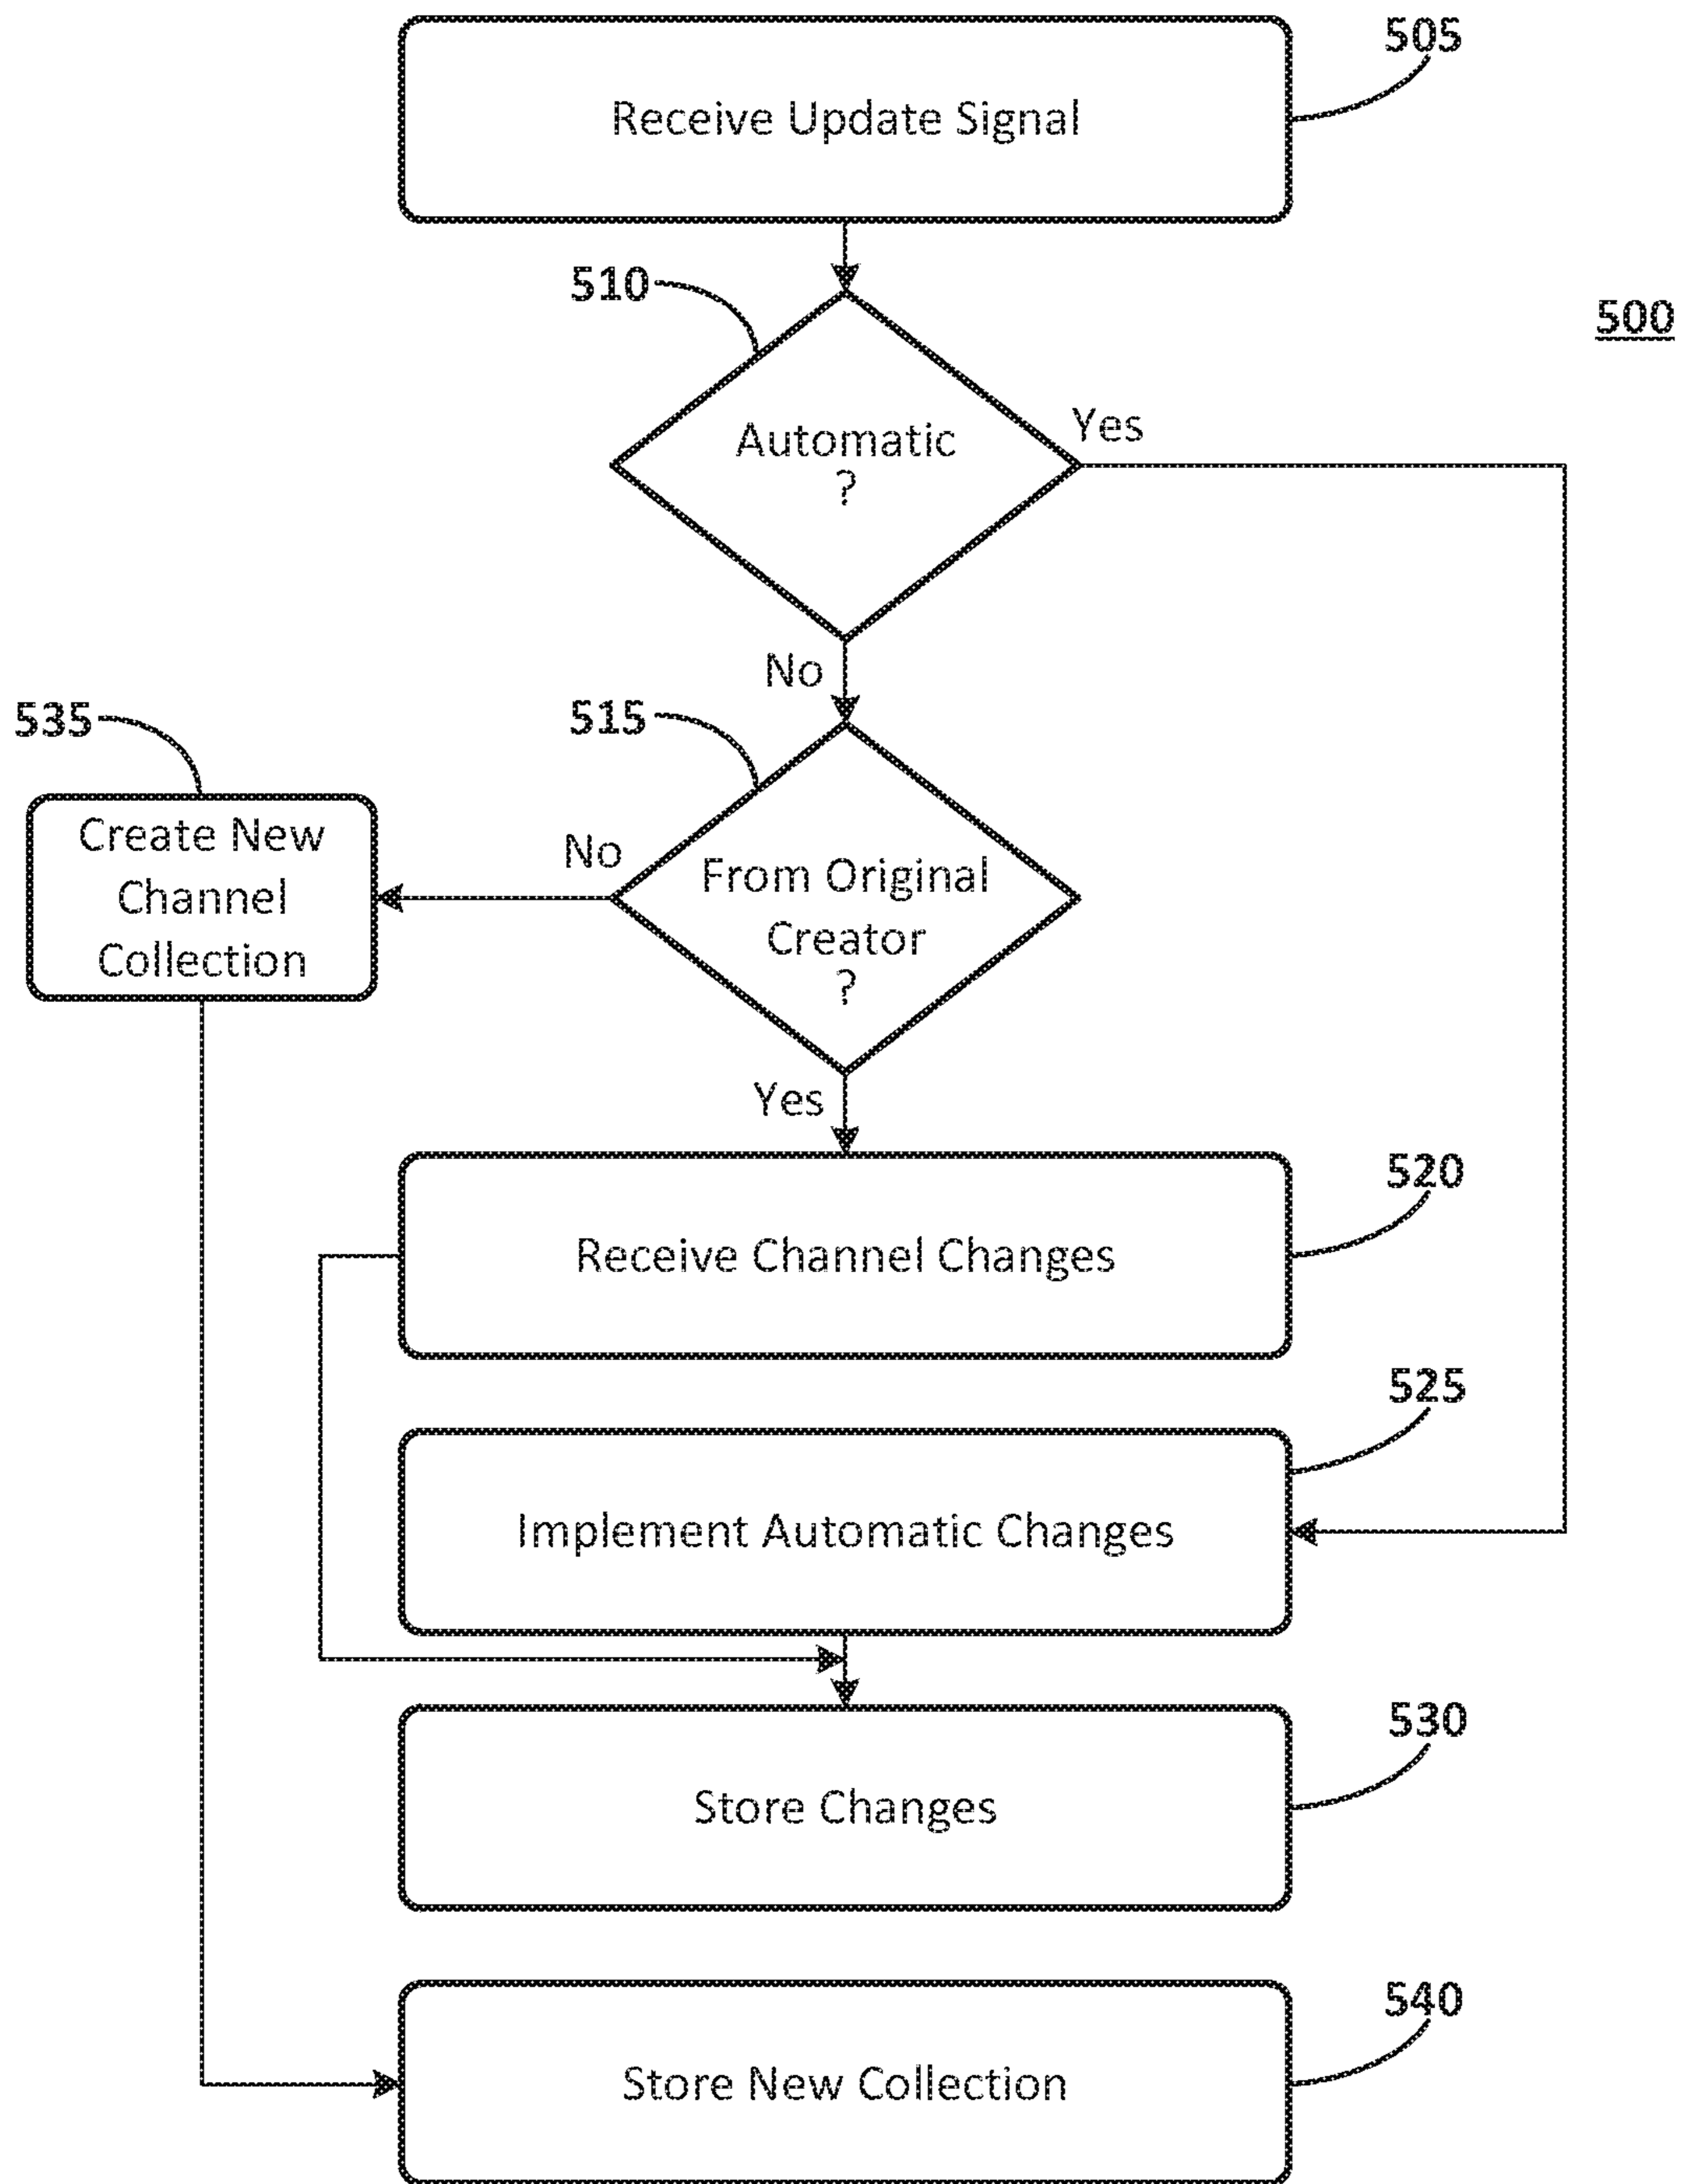 505
Receive Update Signal
510
500
Automatic
?
Yes
No
535
515
Create New
Channel
Collection
No
From Original
Creator
?
Yes
520
Receive Channel Changes
525
Implement Automatic Changes
530
Store Changes
540
Store New Collection